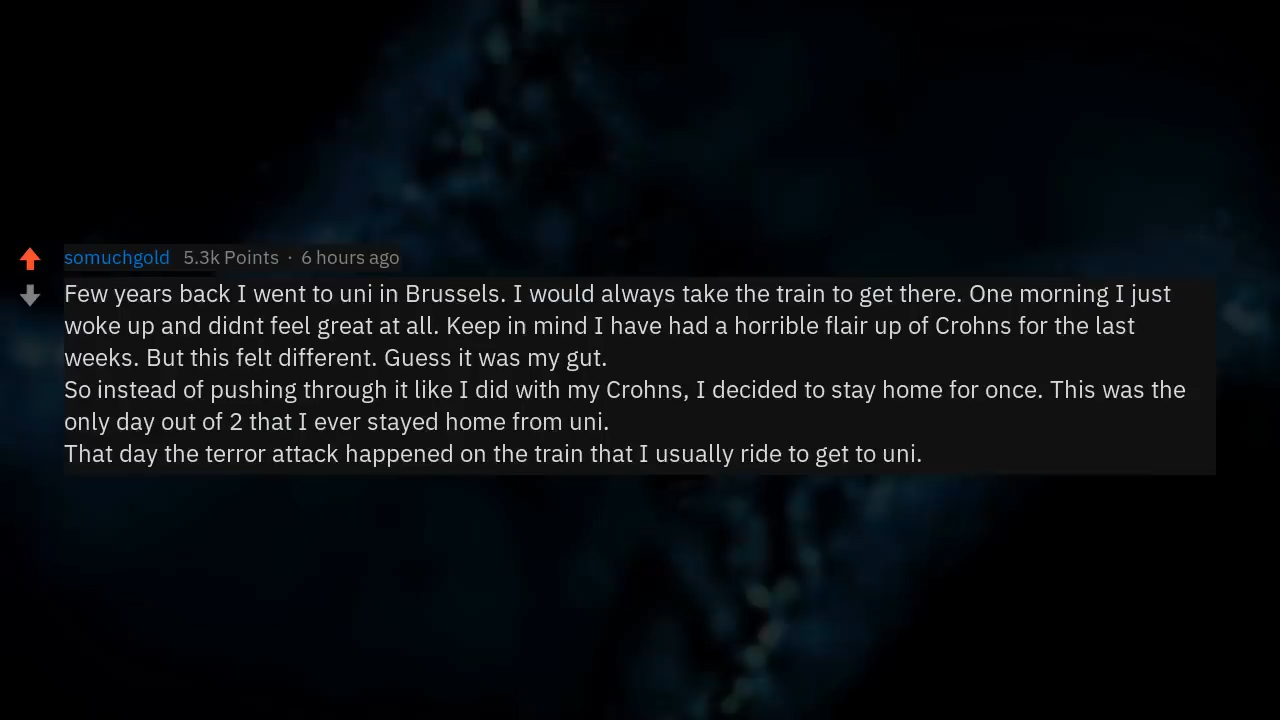 somuchgold 5.3k Points · 6 hours ago
Few years back I went to uni in Brussels. I would always take the train to get there. One morning I just
woke up and didnt feel great at all. Keep in mind I have had a horrible flair up of Crohns for the last
weeks. But this felt different. Guess it was my gut.
So instead of pushing through it like I did with my Crohns, I decided to stay home for once. This was the
only day out of 2 that I ever stayed home from uni.
That day the terror attack happened on the train that I usually ride to get to uni.